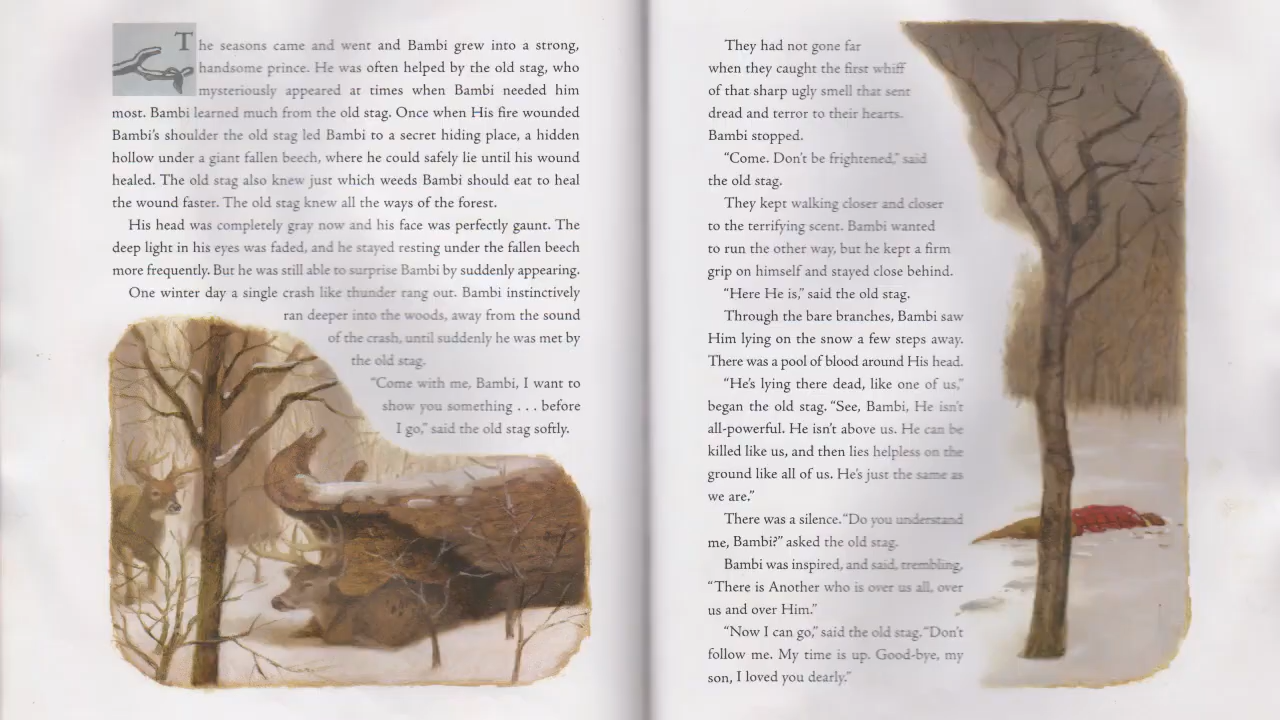 The seasons came and went and Bambi grew into a strong,
handsome prince. He was often helped by the old stag, who
mysteriously appeared at times when Bambi needed him
most. Bambi learned much from the old stag. Once when His fire wounded
Bambi's shoulder the old stag led Bambi to a secret hiding place, a hidden
hollow under a giant fallen beech, where he could safely lie until his wound
healed. The old stag also knew just which weeds Bambi should eat to heal
the wound faster. The old stag knew all the ways of the forest.
His head was completely gray now and his face was perfectly gaunt. The
deep light in his eyes was faded, and he stayed resting under the fallen beech
more frequently. But he was still able to surprise Bambi by suddenly appearing.
One winter day a single crash like thunder rang out. Bambi instinctively
ran deeper into the woods, away from the sound
of the crash, until suddenly he was met by
the old stag.
“Come with me, Bambi, I want to
show you something . . . before
I go,” said the old stag softly.
They had not gone far
when they caught the first whiff
of that sharp ugly smell that sent
dread and terror to their hearts.
Bambi stopped.
“Come. Don't be frightened,” said
the old stag.
They kept walking closer and closer
to the terrifying scent. Bambi wanted
to run the other way, but he kept a firm
grip on himself and stayed close behind.
“Here He is,” said the old stag.
Through the bare branches, Bambi saw
Him lying on the snow a few steps away.
There was a pool of blood around His head.
“He's lying there dead, like one of us,”
began the old stag. “See, Bambi, He isn't
all-powerful. He isn't above us. He can be
killed like us, and then lies helpless on the
ground like all of us. He's just the same as
we are.”
There was a silence. “Do you understand
me, Bambi?” asked the old stag.
Bambi was inspired, and said, trembling,
“There is Another who is over us all, over
us and over Him.”
“Now I can go,” said the old stag. “Don't
follow me. My time is up. Good-bye, my
son, I loved you dearly.”